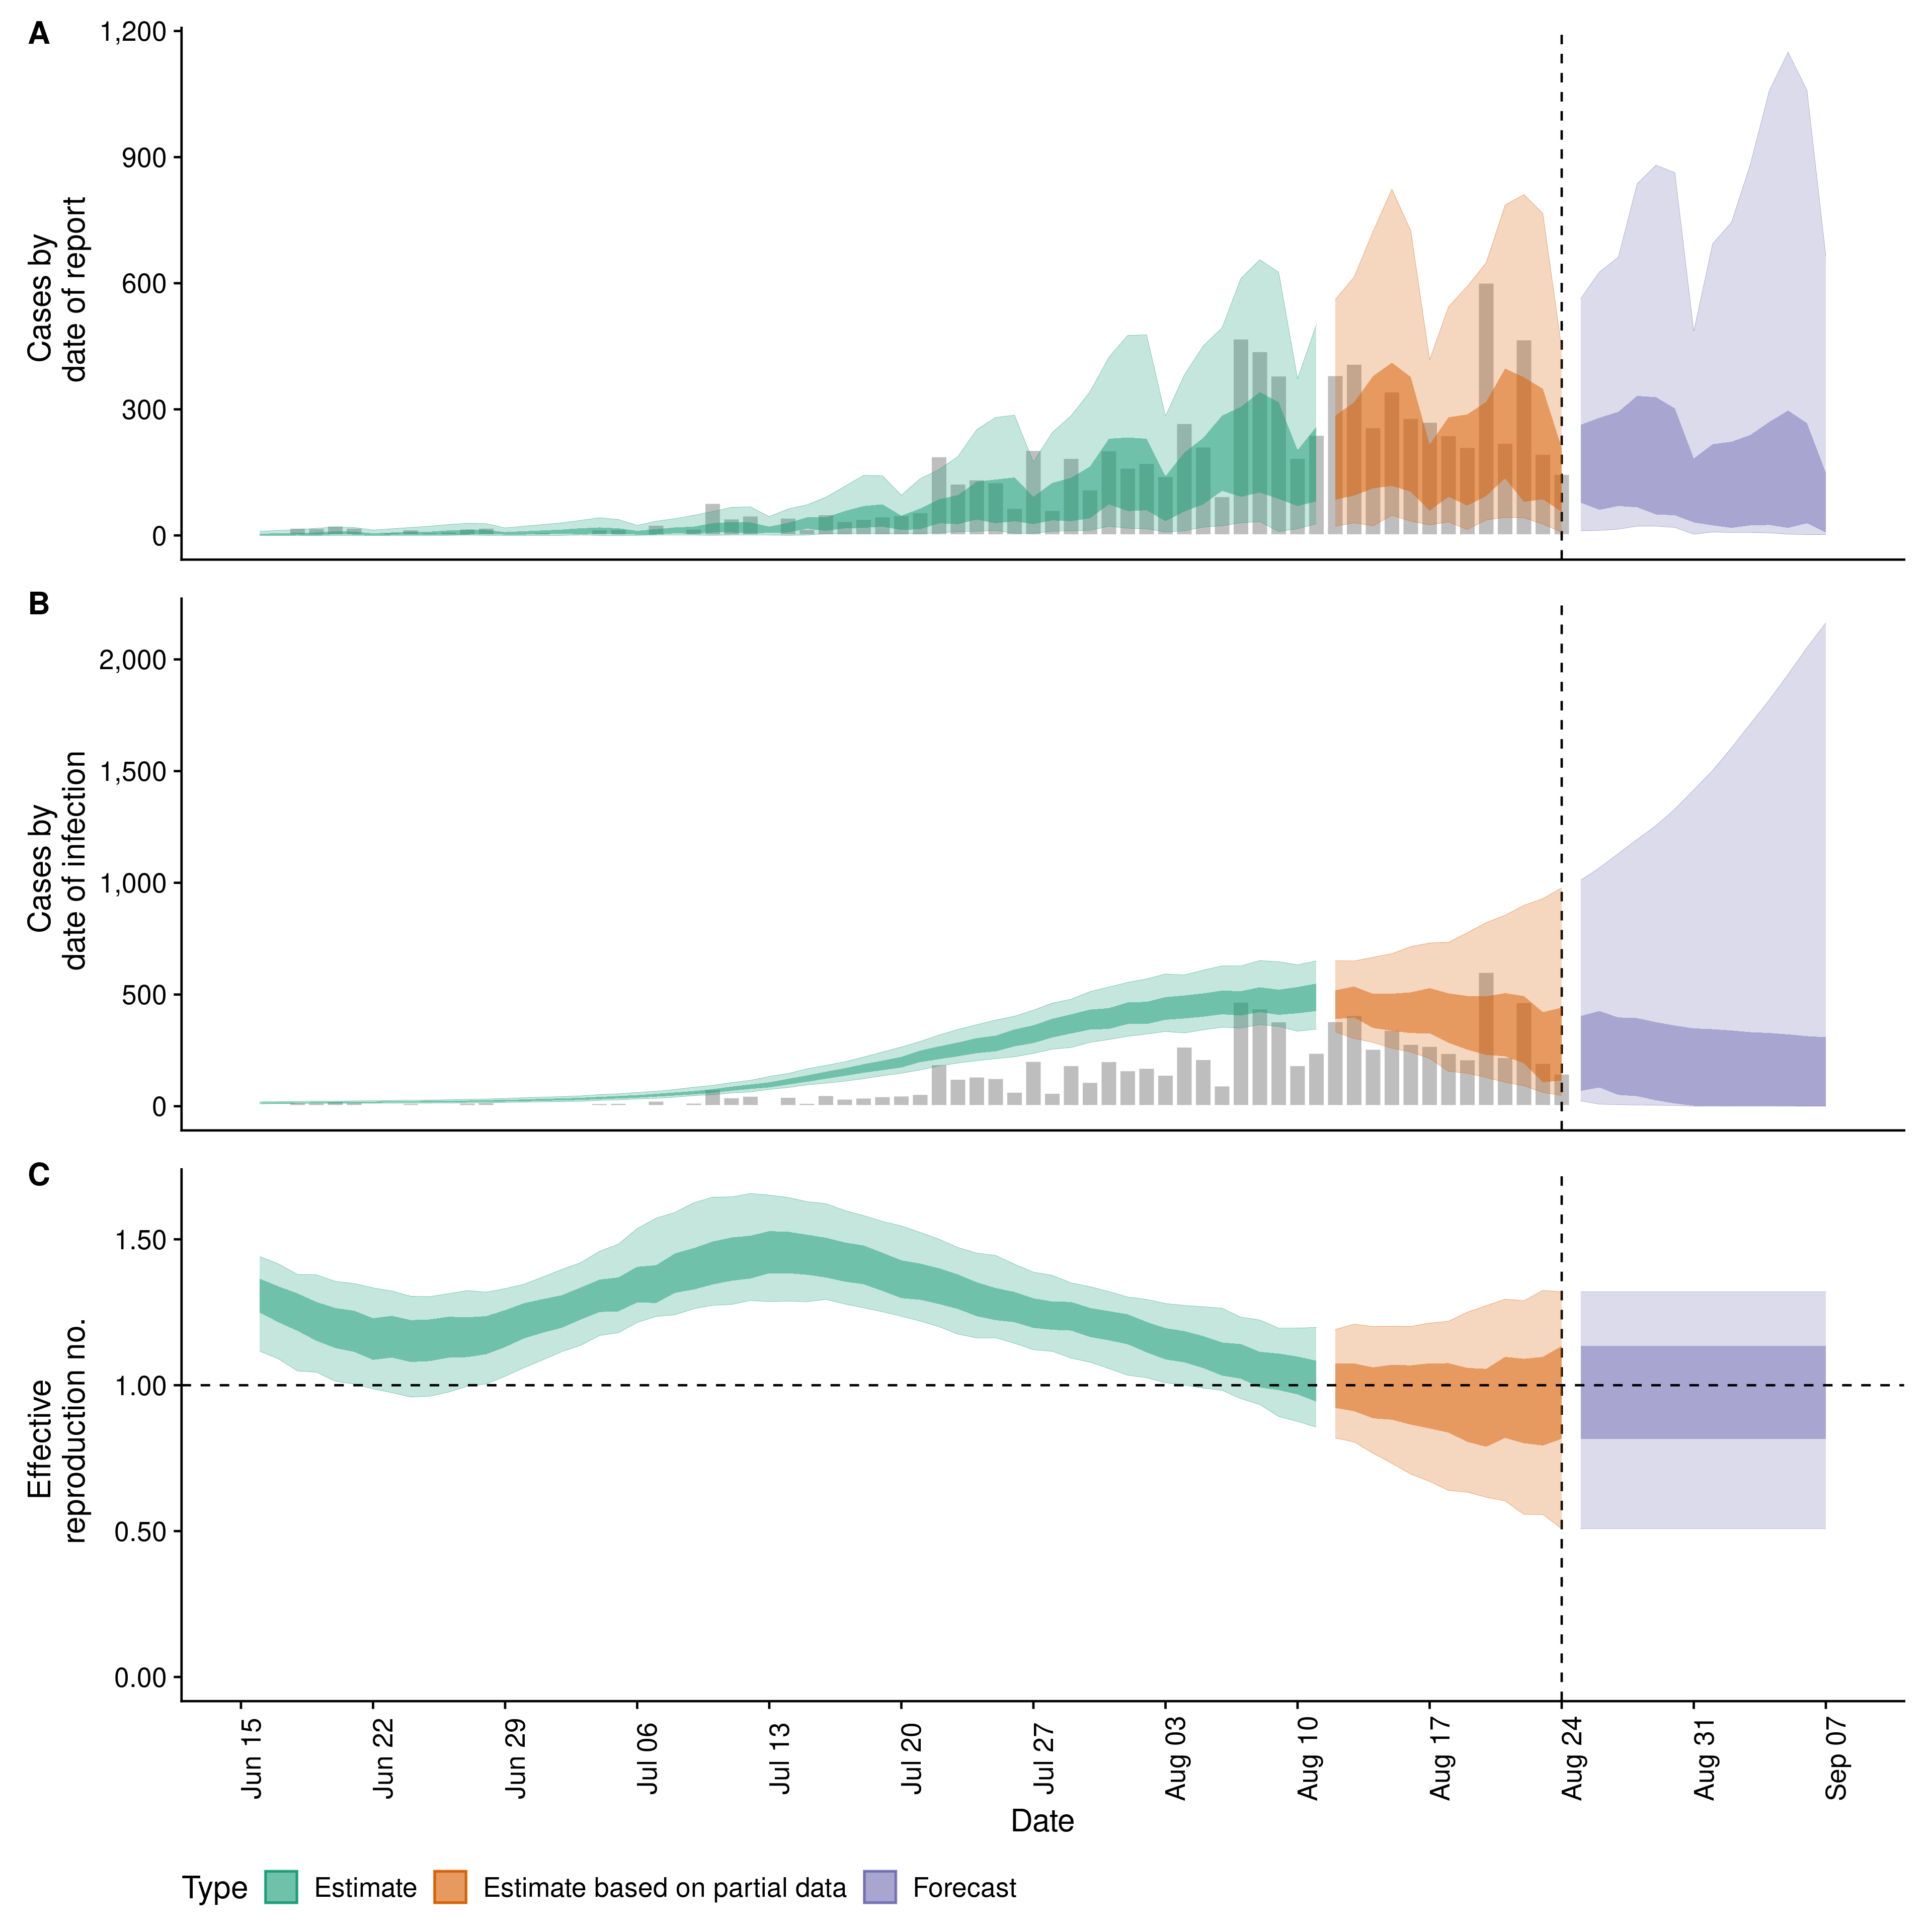 A
Cases by
date of report
1,200
900
600
300
0
B
Cases by
date of infection
2,000
1,500
1,000
500
0
C
Effective
reproduction no.
1.50
1.00
0.50
0.00
Jun 15
Jun 22
Jun 29
Jul 06
Jul 13
Jul 20
Jul 27
Aug 03
Aug 10
Aug 17
Aug 24
Aug 31
Sep 07
Date
Type Estimate Estimate based on partial data Forecast